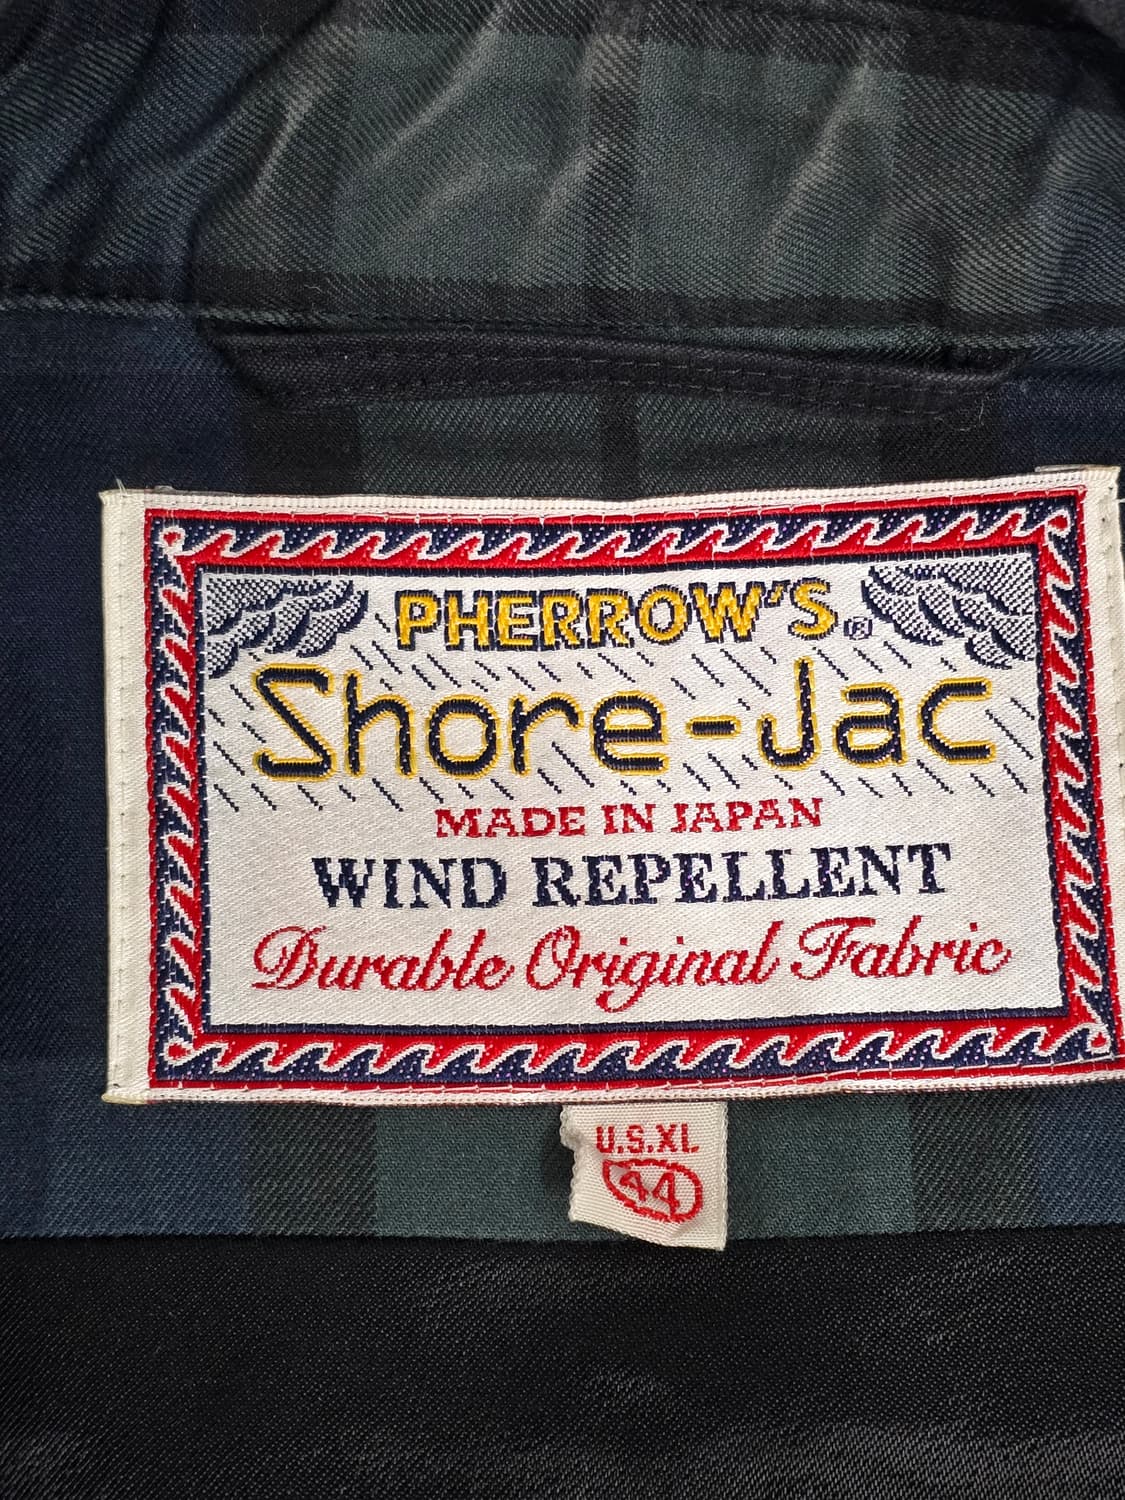 PHERROW'S®
Shore-Jac
MADE IN JAPAN
WIND REPELLENT
Durable Original Fabric
U.S.XL
44